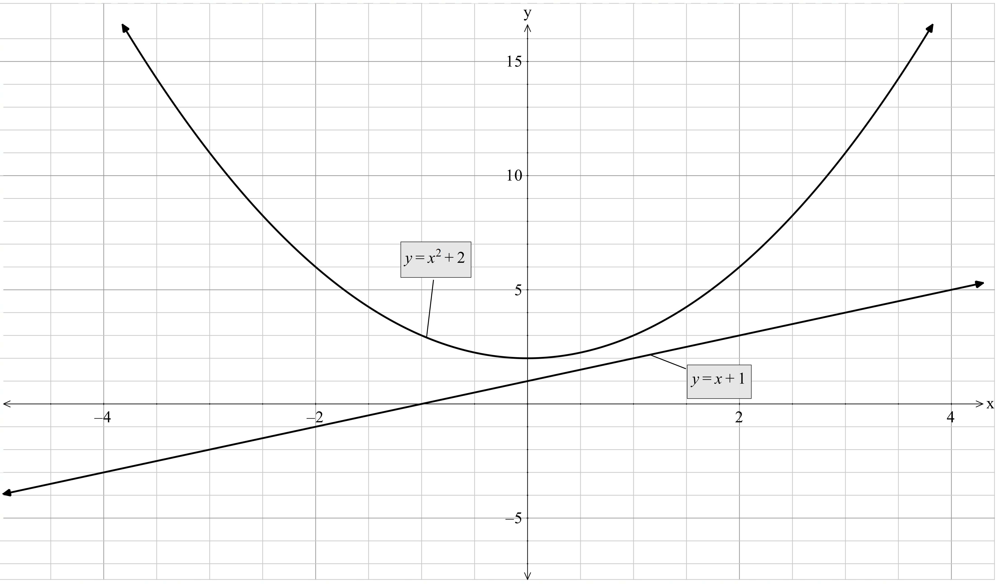 y
15
10
y = x² + 2
5
y = x + 1
x
−4
−2
2
4
−5